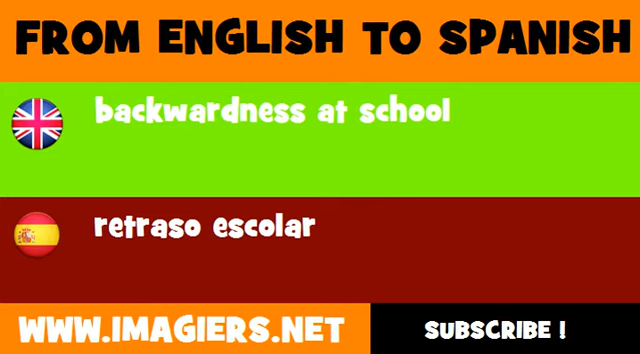 FROM ENGLISH TO SPANISH
backwardness at school
retraso escolar
WWW.IMAGIERS.NET
SUBSCRIBE !